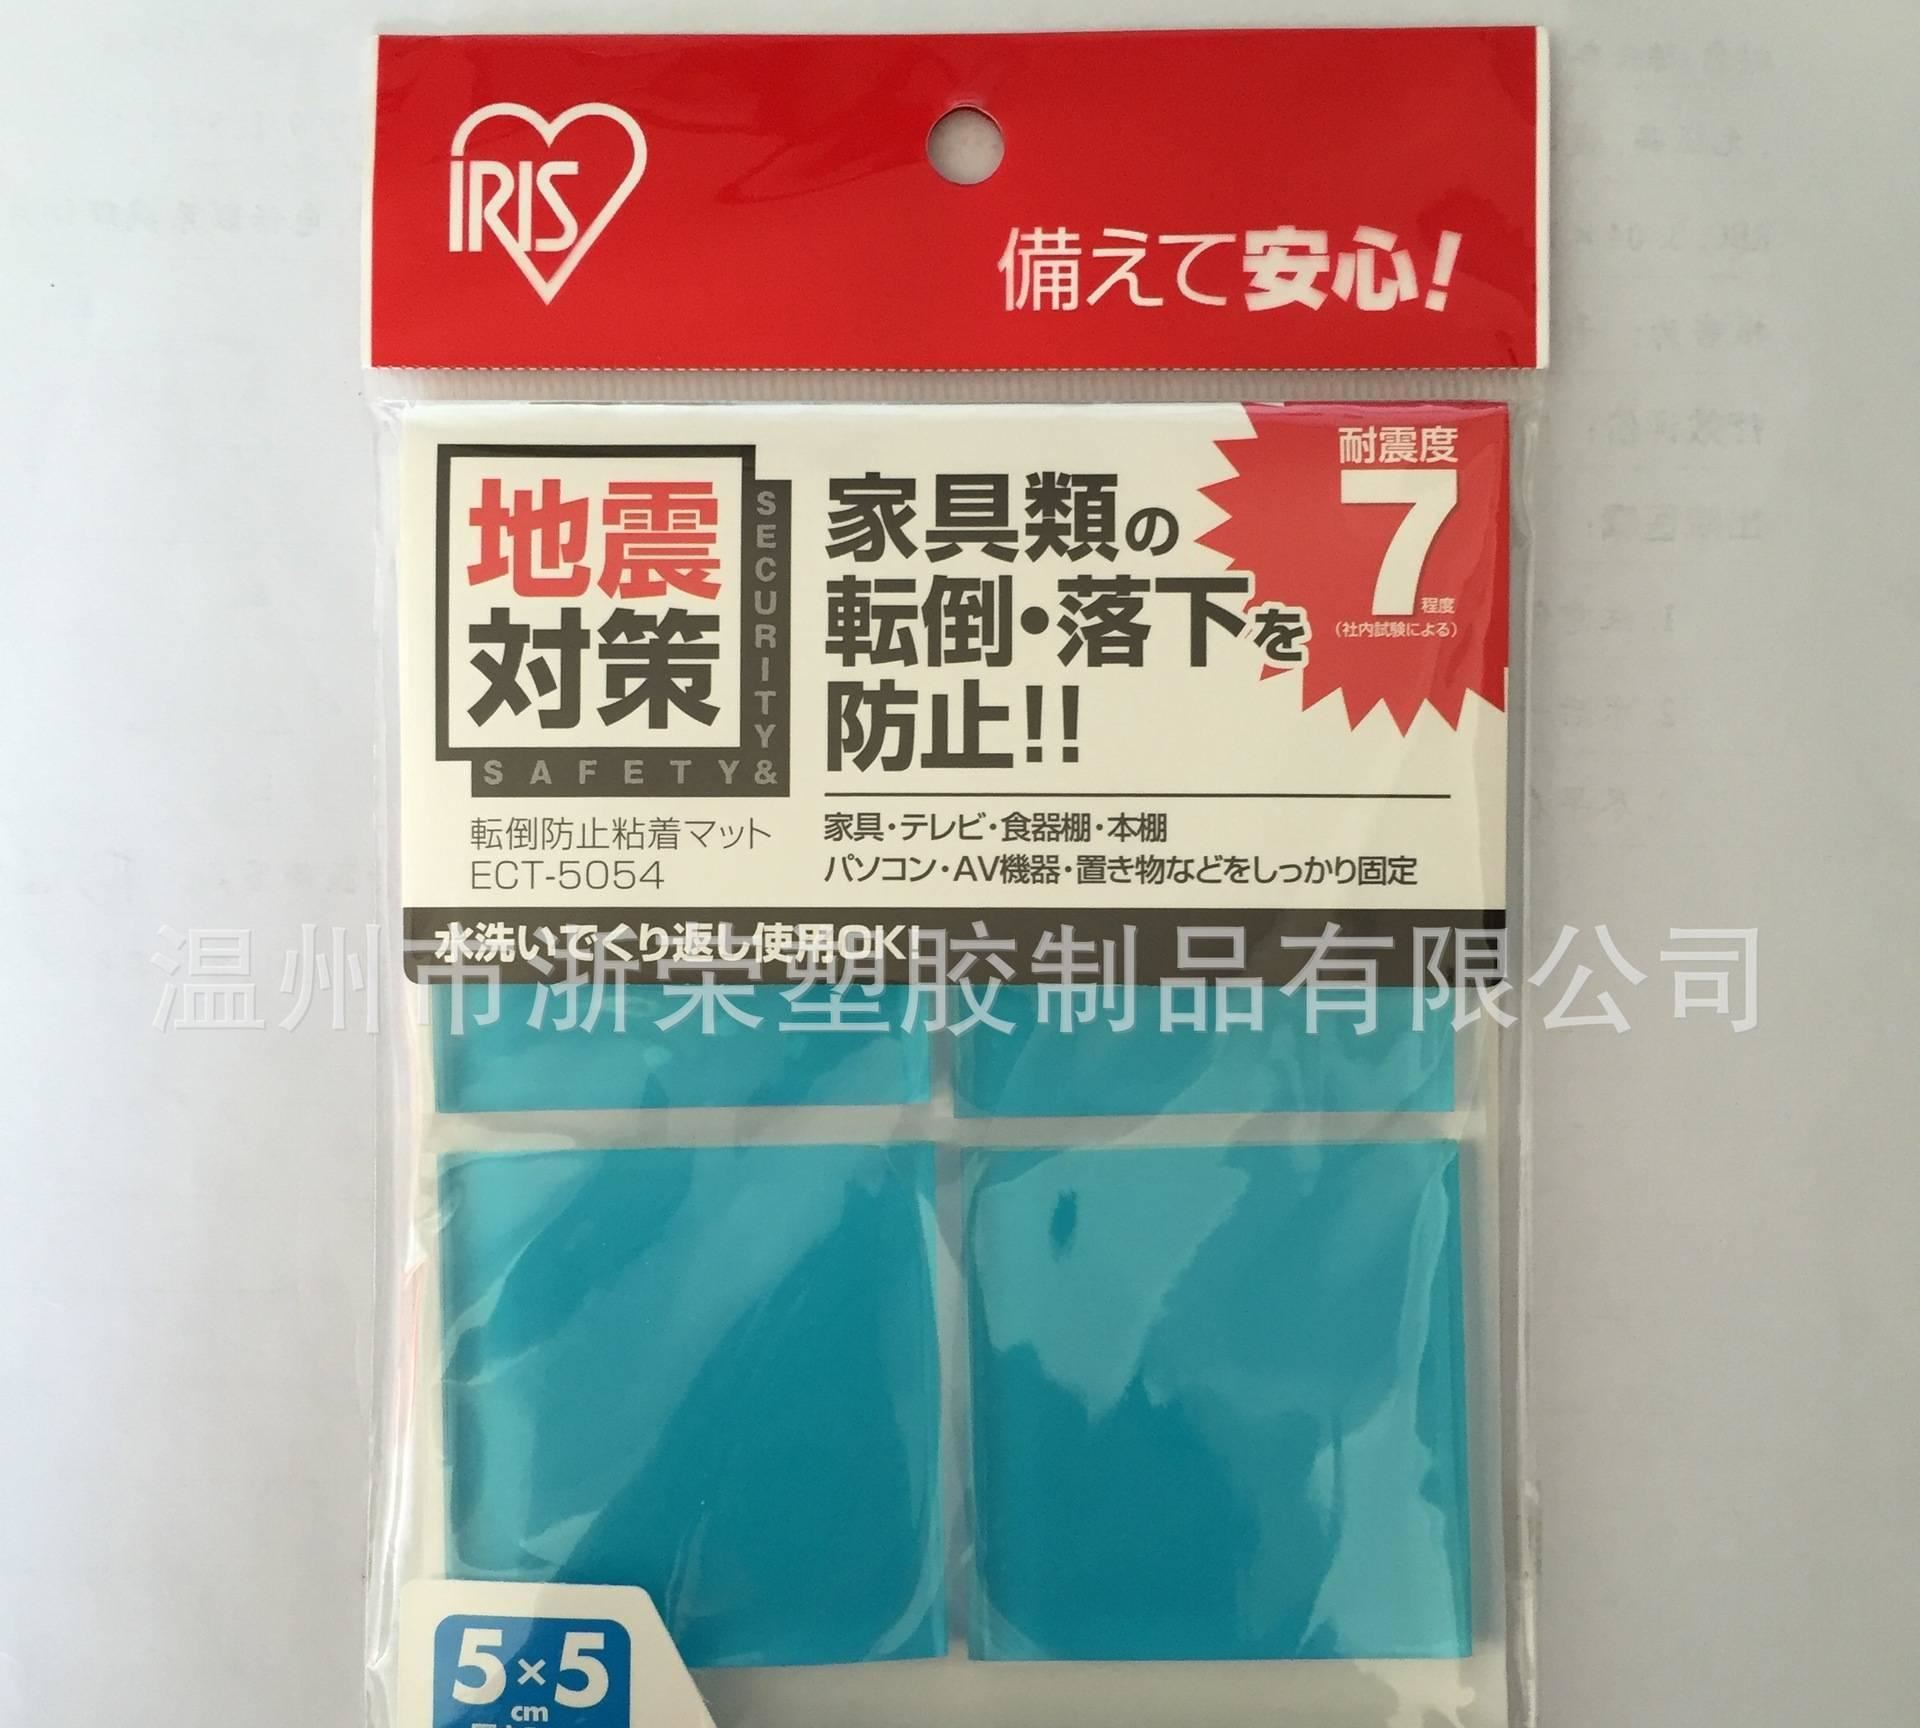 IRIS
備えて安心!
地震
対策
SECURITY
SAFETY&
転倒防止粘着マット
ECT-5054
家具類の
転倒・落下を
防止!!
耐震度
7
程度
(社内試験による)
家具・テレビ・食器棚・本棚
パソコン・AV機器・置き物などをしっかり固定
水洗いでくり返し使用OK!
温州市浙荣塑胶制品有限公司
5×5
cm